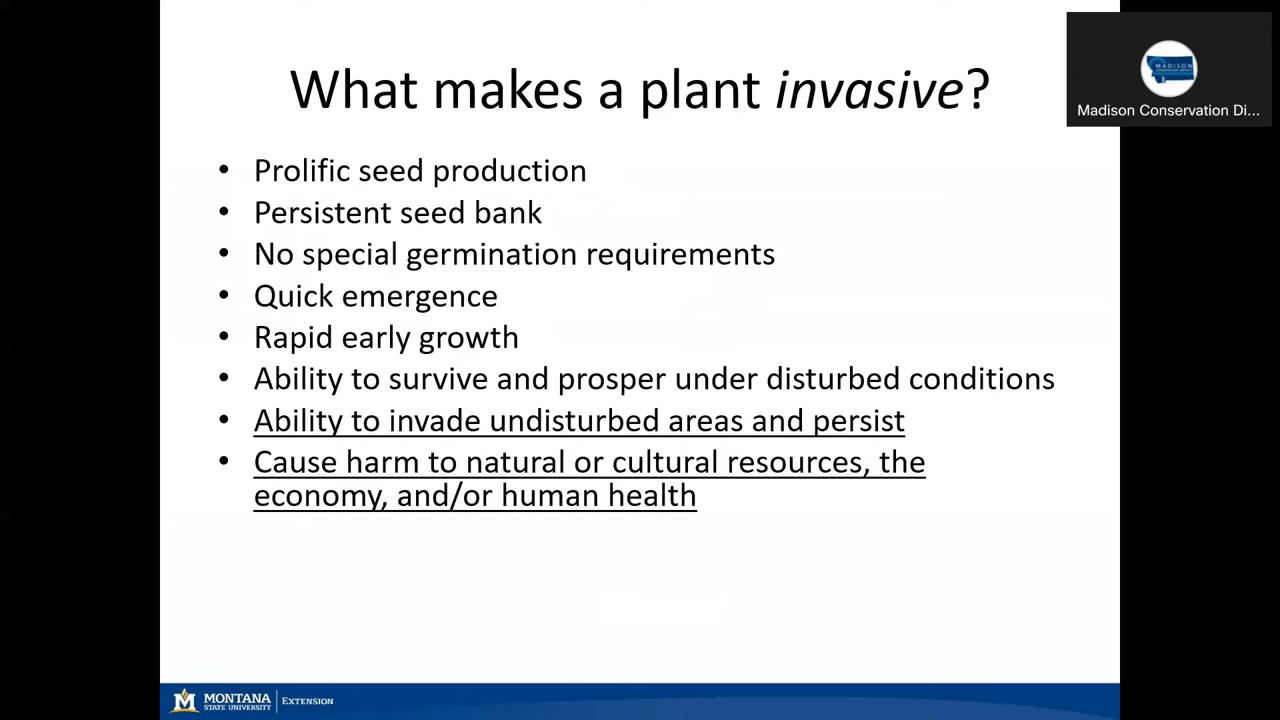 What makes a plant invasive?
• Prolific seed production
• Persistent seed bank
• No special germination requirements
• Quick emergence
• Rapid early growth
• Ability to survive and prosper under disturbed conditions
• Ability to invade undisturbed areas and persist
• Cause harm to natural or cultural resources, the
economy, and/or human health
MADISON
Madison Conservation Di...
M MONTANA
STATE UNIVERSITY
EXTENSION